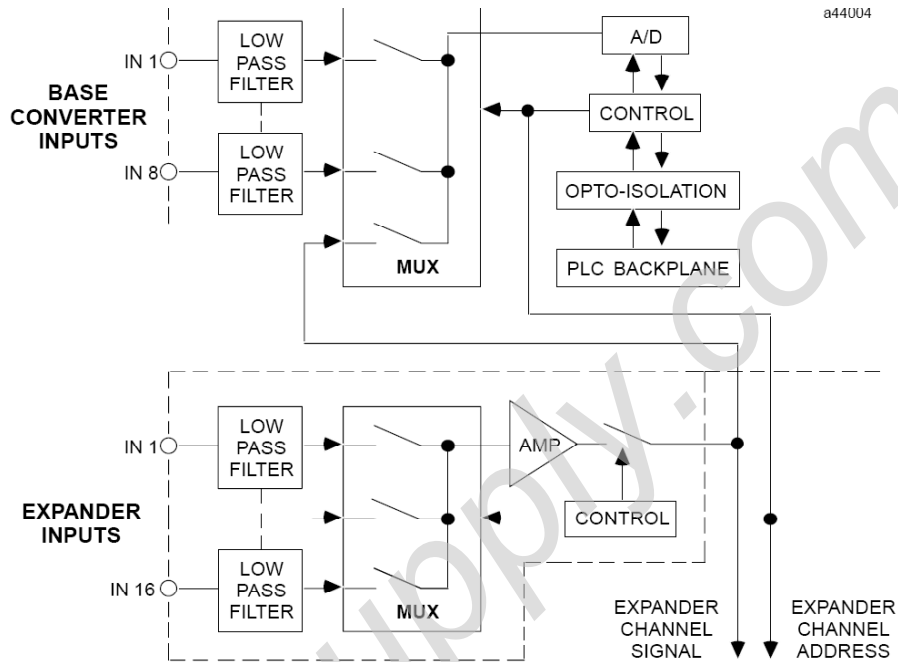 a44004
IN 1
LOW
PASS
FILTER
A/D
BASE
CONVERTER
INPUTS
CONTROL
IN 8
LOW
PASS
FILTER
OPTO-ISOLATION
MUX
PLC BACKPLANE
IN 1
LOW
PASS
FILTER
AMP
EXPANDER
INPUTS
CONTROL
IN 16
LOW
PASS
FILTER
MUX
EXPANDER
CHANNEL
SIGNAL
EXPANDER
CHANNEL
ADDRESS
upply.com